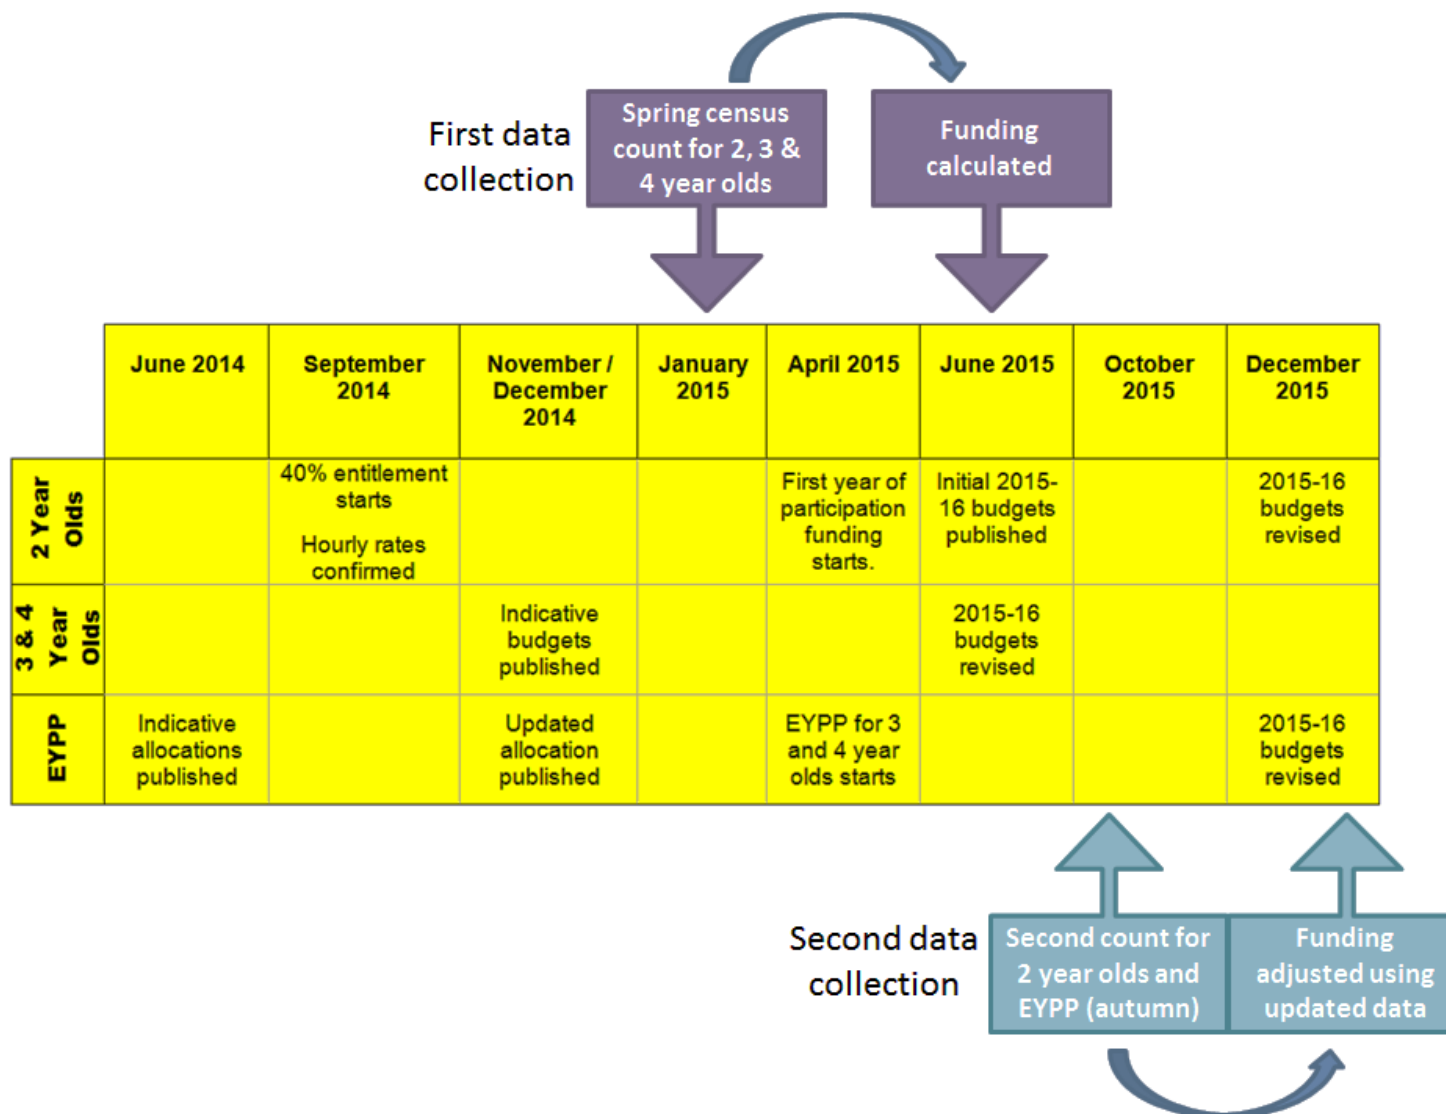 First data
collection
Spring census
count for 2, 3 &
4 year olds
Funding
calculated
June 2014
September
2014
November /
December
2014
January
2015
April 2015
June 2015
October
2015
December
2015
2 Year
Olds
40% entitlement
starts
Hourly rates
confirmed
First year of
participation
funding
starts.
Initial 2015-
16 budgets
published
2015-16
budgets
revised
3 & 4
Year
Olds
Indicative
budgets
published
2015-16
budgets
revised
EYPP
Indicative
allocations
published
Updated
allocation
published
EYPP for 3
and 4 year
olds starts
2015-16
budgets
revised
Second data
collection
Second count for
2 year olds and
EYPP (autumn)
Funding
adjusted using
updated data